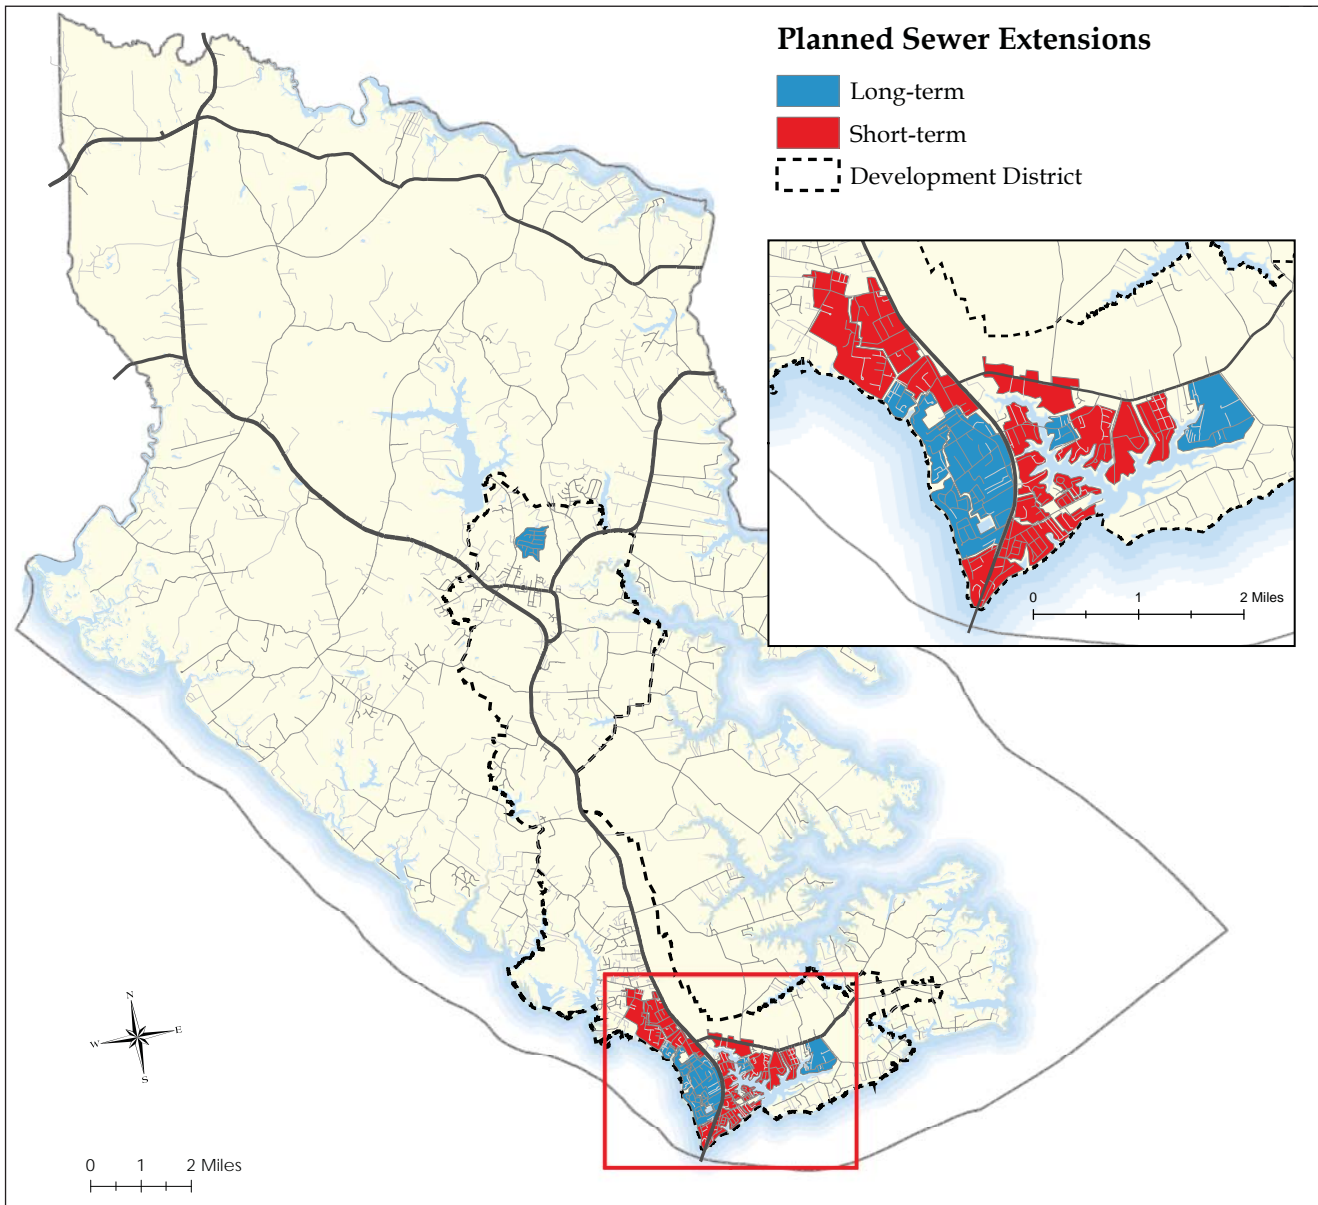 Planned Sewer Extensions
Long-term
Short-term
Development District
0 1 2 Miles
N
W E
S
0 1 2 Miles